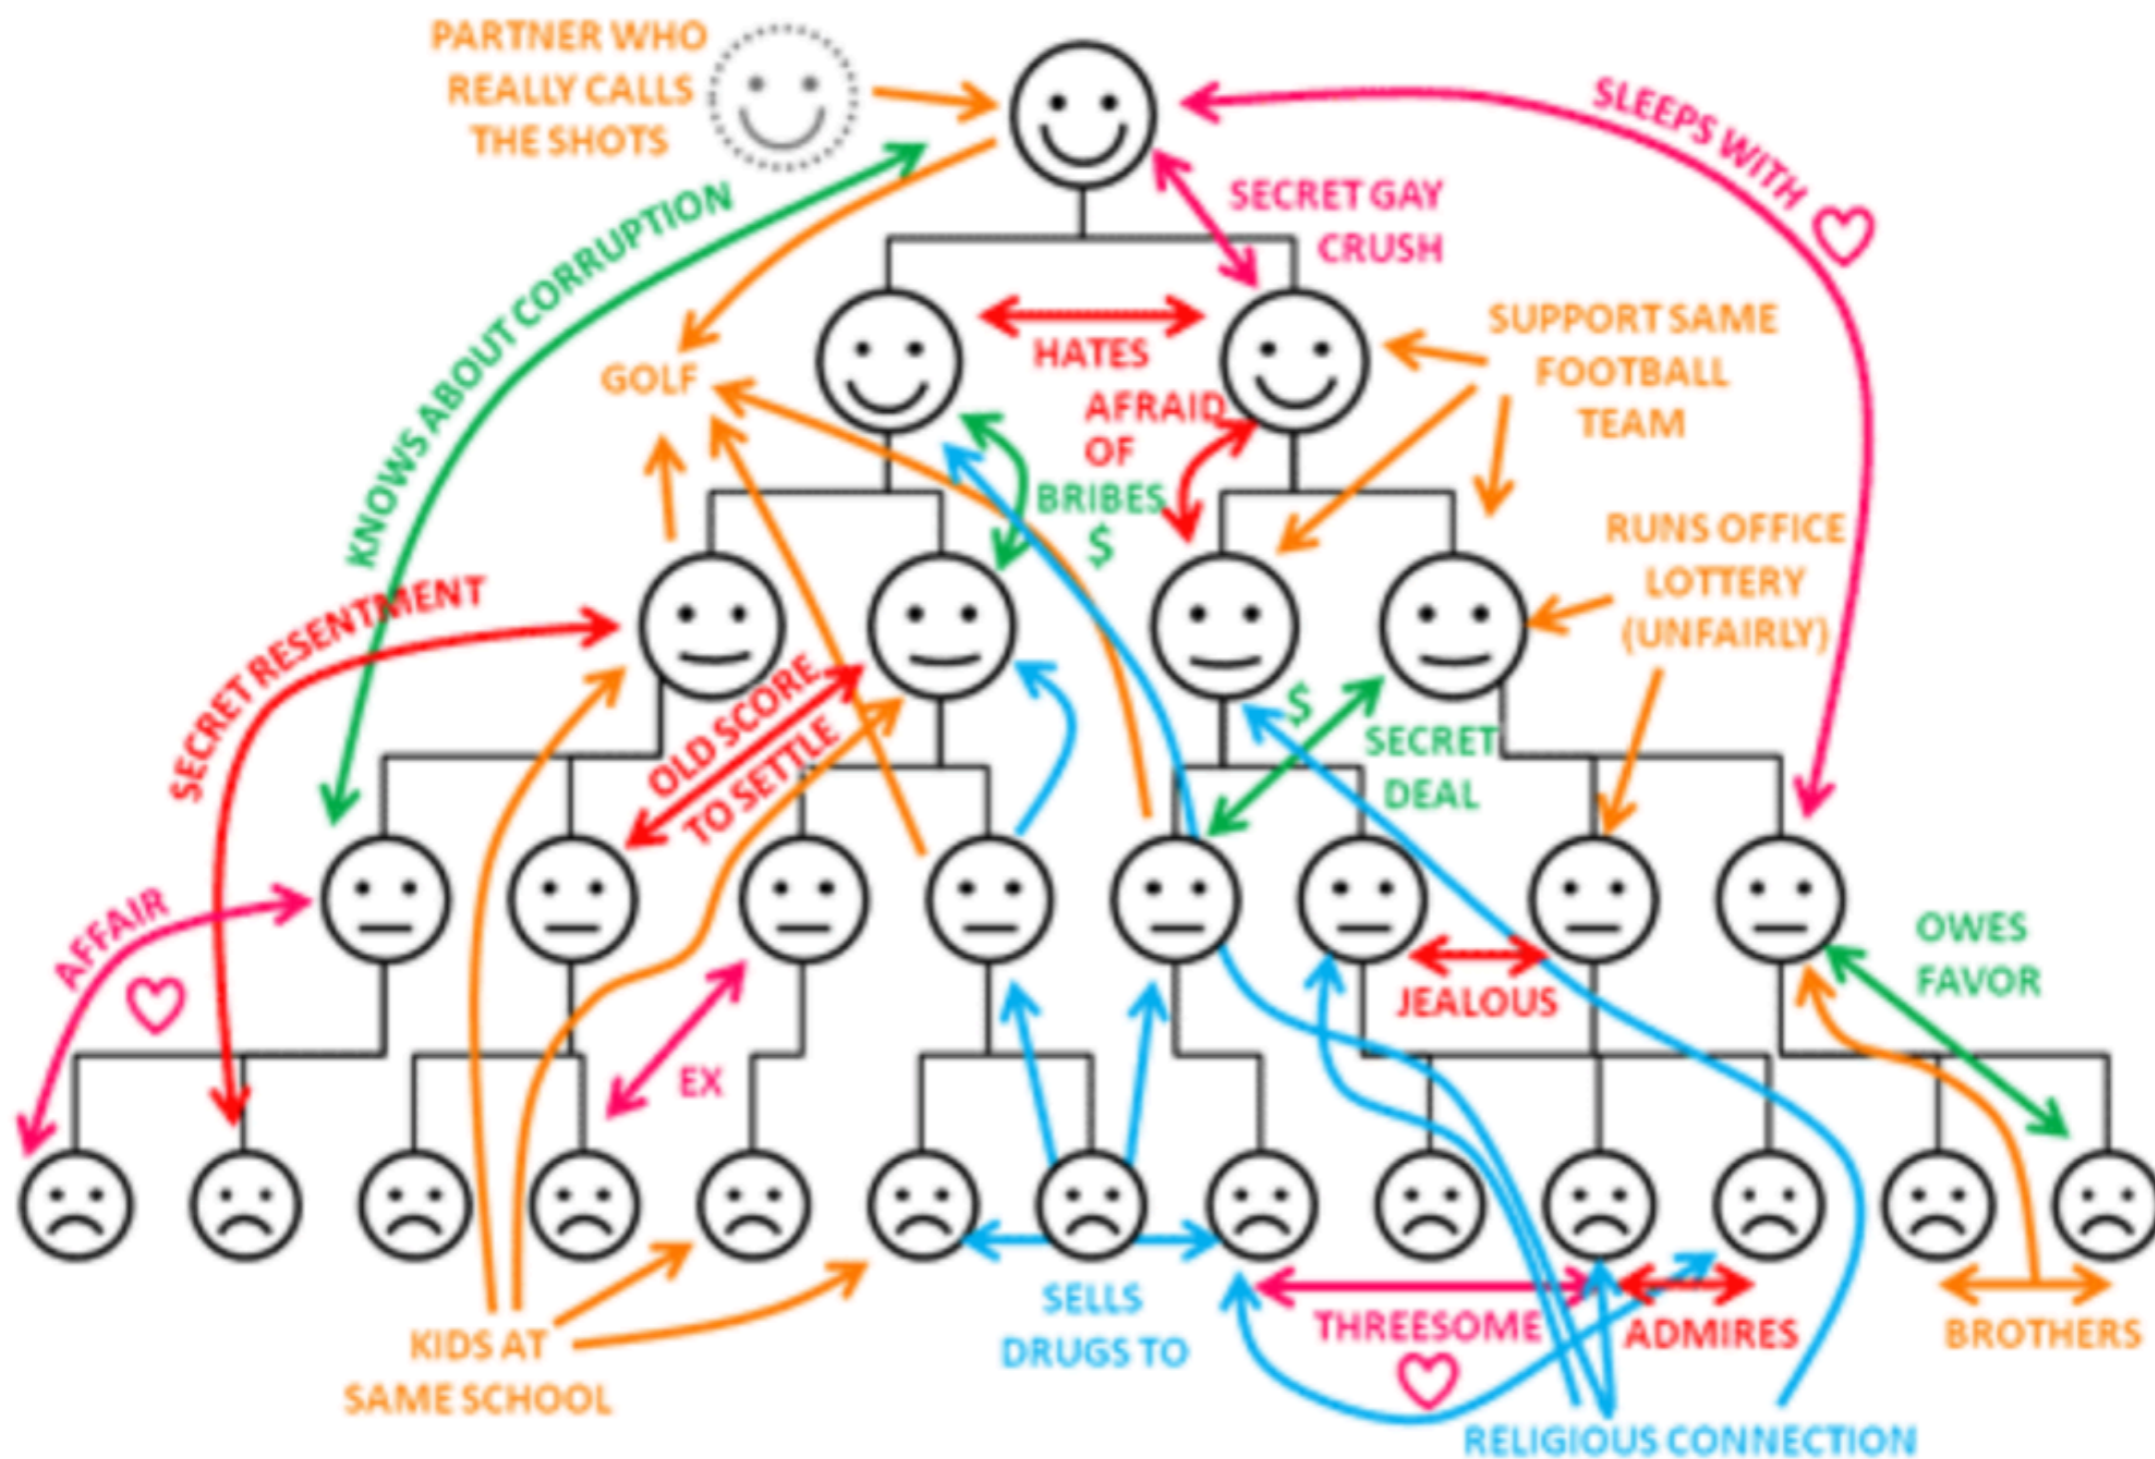 PARTNER WHO
REALLY CALLS
THE SHOTS
SLEEPS WITH
KNOWS ABOUT CORRUPTION
SECRET GAY
CRUSH
HATES
GOLF
SUPPORT SAME
FOOTBALL
TEAM
AFRAID
OF
BRIBES
$
RUNS OFFICE
LOTTERY
(UNFAIRLY)
SECRET RESENTMENT
OLD SCORE
TO SETTLE
$
SECRET
DEAL
AFFAIR
OWES
FAVOR
JEALOUS
EX
SELLS
DRUGS TO
THREESOME
ADMIRES
BROTHERS
KIDS AT
SAME SCHOOL
RELIGIOUS CONNECTION